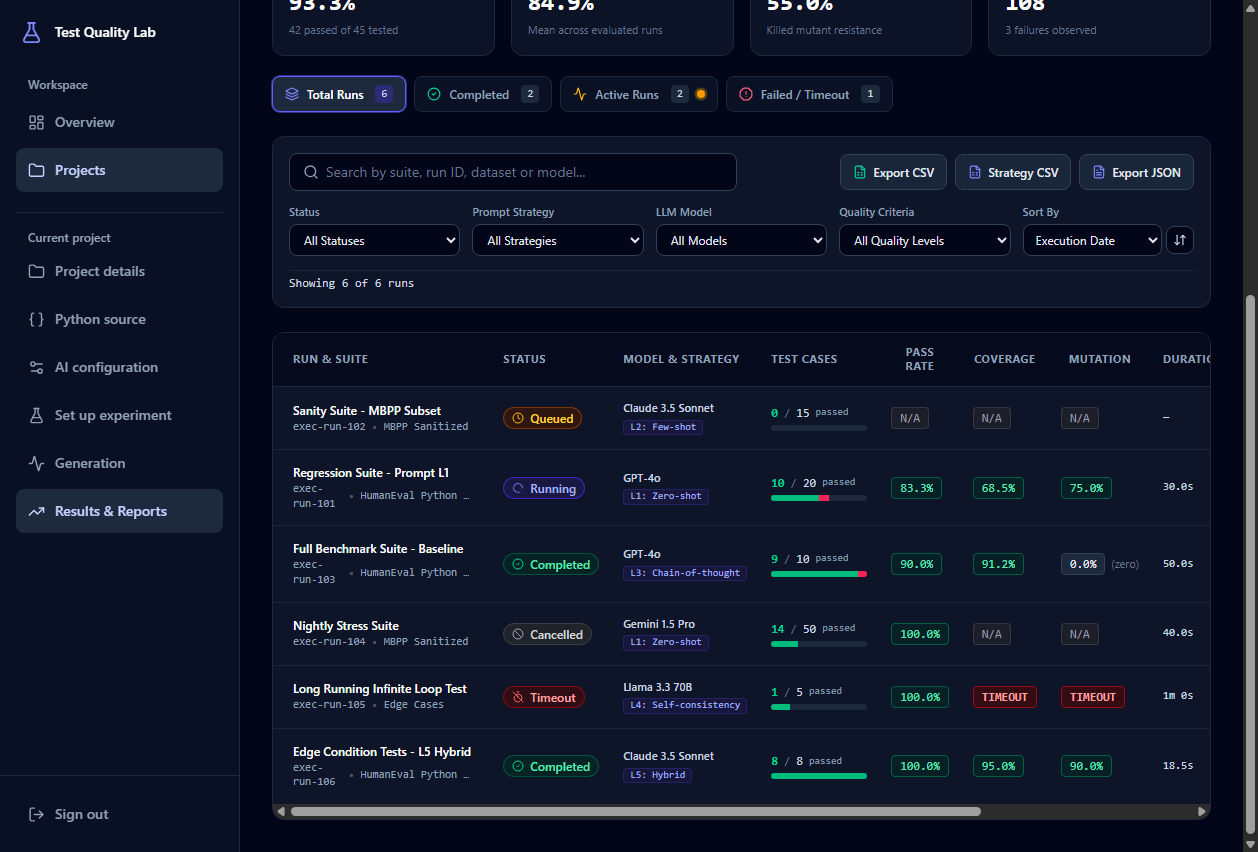 93.3%
84.9%
55.0%
108
Test Quality Lab
42 passed of 45 tested
Mean across evaluated runs
Killed mutant resistance
3 failures observed
Workspace
Overview
Projects
Current project
Project details
Python source
AI configuration
Set up experiment
Generation
Results & Reports
Sign out
Total Runs 6
Completed 2
Active Runs 2
Failed / Timeout 1
Search by suite, run ID, dataset or model...
Export CSV
Strategy CSV
Export JSON
Status
Prompt Strategy
LLM Model
Quality Criteria
Sort By
All Statuses
All Strategies
All Models
All Quality Levels
Execution Date
Showing 6 of 6 runs
RUN & SUITE
STATUS
MODEL & STRATEGY
TEST CASES
PASS
RATE
COVERAGE
MUTATION
DURATIO
Sanity Suite - MBPP Subset
exec-run-102 • MBPP Sanitized
Queued
Claude 3.5 Sonnet
L2: Few-shot
0 / 15 passed
N/A
N/A
N/A
—
Regression Suite - Prompt L1
exec-
run-101
• HumanEval Python …
Running
GPT-4o
L1: Zero-shot
10 / 20 passed
83.3%
68.5%
75.0%
30.0s
Full Benchmark Suite - Baseline
exec-
run-103
• HumanEval Python …
Completed
GPT-4o
L3: Chain-of-thought
9 / 10 passed
90.0%
91.2%
0.0% (zero)
50.0s
Nightly Stress Suite
exec-run-104 • MBPP Sanitized
Cancelled
Gemini 1.5 Pro
L1: Zero-shot
14 / 50 passed
100.0%
N/A
N/A
40.0s
Long Running Infinite Loop Test
exec-run-105 • Edge Cases
Timeout
Llama 3.3 70B
L4: Self-consistency
1 / 5 passed
100.0%
TIMEOUT
TIMEOUT
1m 0s
Edge Condition Tests - L5 Hybrid
exec-
run-106
• HumanEval Python …
Completed
Claude 3.5 Sonnet
L5: Hybrid
8 / 8 passed
100.0%
95.0%
90.0%
18.5s